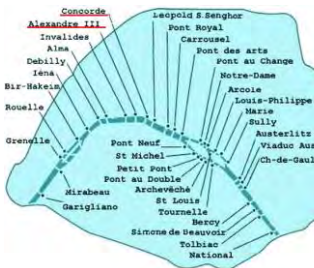 Concorde
Alexandre III
Invalides
Alma
Debilly
Iéna
Bir-Hakeim
Rouelle
Grenelle
Mirabeau
Garigliano
Leopold S.Senghor
Pont Royal
Carrousel
Pont des arts
Pont au Change
Notre-Dame
Arcole
Louis-Philippe
Marie
Sully
Austerlitz
Viaduc Aus
Ch-de-Gaul
Pont Neuf
St Michel
Petit Pont
Pont au Double
Archevêché
St Louis
Tournelle
Bercy
Simone de Beauvoir
Tolbiac
National